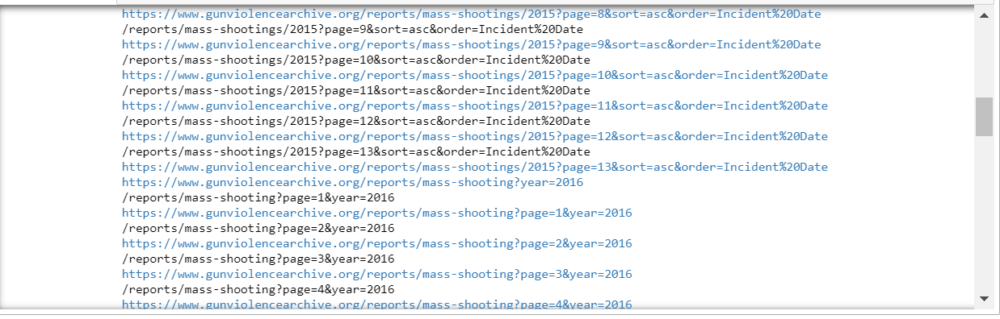 https://www.gunviolencearchive.org/reports/mass-shootings/2015?page=8&sort=asc&order=Incident%20Date
/reports/mass-shootings/2015?page=9&sort=asc&order=Incident%20Date
https://www.gunviolencearchive.org/reports/mass-shootings/2015?page=9&sort=asc&order=Incident%20Date
/reports/mass-shootings/2015?page=10&sort=asc&order=Incident%20Date
https://www.gunviolencearchive.org/reports/mass-shootings/2015?page=10&sort=asc&order=Incident%20Date
/reports/mass-shootings/2015?page=11&sort=asc&order=Incident%20Date
https://www.gunviolencearchive.org/reports/mass-shootings/2015?page=11&sort=asc&order=Incident%20Date
/reports/mass-shootings/2015?page=12&sort=asc&order=Incident%20Date
https://www.gunviolencearchive.org/reports/mass-shootings/2015?page=12&sort=asc&order=Incident%20Date
/reports/mass-shootings/2015?page=13&sort=asc&order=Incident%20Date
https://www.gunviolencearchive.org/reports/mass-shootings/2015?page=13&sort=asc&order=Incident%20Date
https://www.gunviolencearchive.org/reports/mass-shooting?year=2016
/reports/mass-shooting?page=1&year=2016
https://www.gunviolencearchive.org/reports/mass-shooting?page=1&year=2016
/reports/mass-shooting?page=2&year=2016
https://www.gunviolencearchive.org/reports/mass-shooting?page=2&year=2016
/reports/mass-shooting?page=3&year=2016
https://www.gunviolencearchive.org/reports/mass-shooting?page=3&year=2016
/reports/mass-shooting?page=4&year=2016
https://www.gunviolencearchive.org/reports/mass-shooting?page=4&year=2016